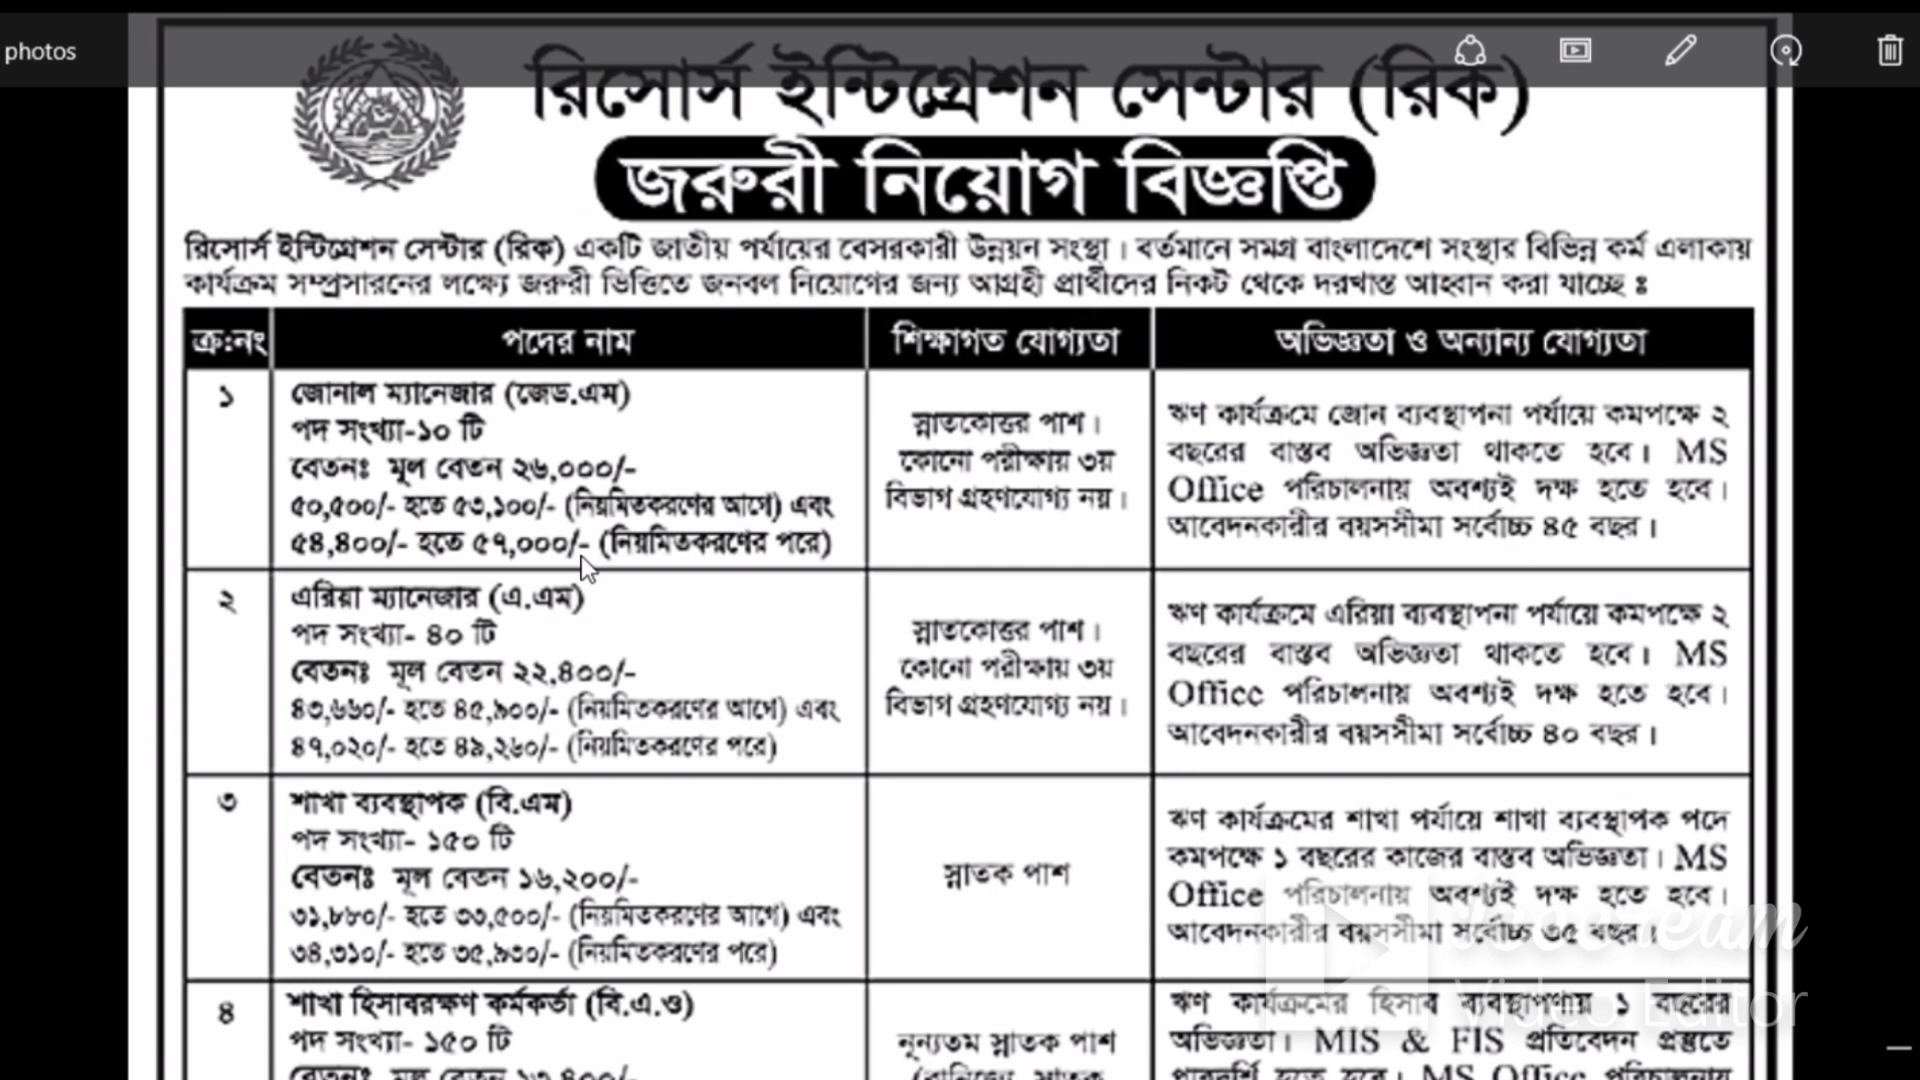 photos
রিসোর্স ইন্টিগ্রেশন সেন্টার (রিক)
জরুরী নিয়োগ বিজ্ঞপ্তি
রিসোর্স ইন্টিগ্রেশন সেন্টার (রিক) একটি জাতীয় পর্যায়ের বেসরকারী উন্নয়ন সংস্থা। বর্তমানে সমগ্র বাংলাদেশে সংস্থার বিভিন্ন কর্ম এলাকায়
কার্যক্রম সম্প্রসারনের লক্ষ্যে জরুরী ভিত্তিতে জনবল নিয়োগের জন্য আগ্রহী প্রার্থীদের নিকট থেকে দরখাস্ত আহবান করা যাচ্ছে ঃ
ক্র:নং পদের নাম শিক্ষাগত যোগ্যতা অভিজ্ঞতা ও অন্যান্য যোগ্যতা
১
জোনাল ম্যানেজার (জেড.এম)
পদ সংখ্যা-১০ টি
বেতনঃ মূল বেতন ২৬,০০০/-
৫০,৫০০/- হতে ৫৩,১০০/- (নিয়মিতকরণের আগে) এবং
৫৪,৪০০/- হতে ৫৭,০০০/- (নিয়মিতকরণের পরে)
স্নাতকোত্তর পাশ।
কোনো পরীক্ষায় ৩য়
বিভাগ গ্রহণযোগ্য নয়।
ঋণ কার্যক্রমে জোন ব্যবস্থাপনা পর্যায়ে কমপক্ষে ২
বছরের বাস্তব অভিজ্ঞতা থাকতে হবে। MS
Office পরিচালনায় অবশ্যই দক্ষ হতে হবে।
আবেদনকারীর বয়সসীমা সর্বোচ্চ ৪৫ বছর।
২
এরিয়া ম্যানেজার (এ.এম)
পদ সংখ্যা- ৪০ টি
বেতনঃ মূল বেতন ২২,৪০০/-
৪৩,৬৬০/- হতে ৪৫,৯০০/- (নিয়মিতকরণের আগে) এবং
৪৭,০২০/- হতে ৪৯,২৬০/- (নিয়মিতকরণের পরে)
স্নাতকোত্তর পাশ।
কোনো পরীক্ষায় ৩য়
বিভাগ গ্রহণযোগ্য নয়।
ঋণ কার্যক্রমে এরিয়া ব্যবস্থাপনা পর্যায়ে কমপক্ষে ২
বছরের বাস্তব অভিজ্ঞতা থাকতে হবে। MS
Office পরিচালনায় অবশ্যই দক্ষ হতে হবে।
আবেদনকারীর বয়সসীমা সর্বোচ্চ ৪০ বছর।
৩
শাখা ব্যবস্থাপক (বি.এম)
পদ সংখ্যা- ১৫০ টি
বেতনঃ মূল বেতন ১৬,২০০/-
৩১,৮৮০/- হতে ৩৩,৫০০/- (নিয়মিতকরণের আগে) এবং
৩৪,৩১০/- হতে ৩৫,৯৩০/- (নিয়মিতকরণের পরে)
স্নাতক পাশ
ঋণ কার্যক্রমের শাখা পর্যায়ে শাখা ব্যবস্থাপক পদে
কমপক্ষে ১ বছরের কাজের বাস্তব অভিজ্ঞতা। MS
Office পরিচালনায় অবশ্যই দক্ষ হতে হবে।
আবেদনকারীর বয়সসীমা সর্বোচ্চ ৩৫ বছর।
৪
শাখা হিসাবরক্ষণ কর্মকর্তা (বি.এ.ও)
পদ সংখ্যা- ১৫০ টি
বেতনঃ মূল বেতন
নূন্যতম স্নাতক পাশ
ঋণ কার্যক্রমের হিসাব ব্যবস্থাপণায় ১ বছরের
অভিজ্ঞতা। MIS & FIS প্রতিবেদন প্রস্তুতে
MS Office পরিচালনায়
Video Editor